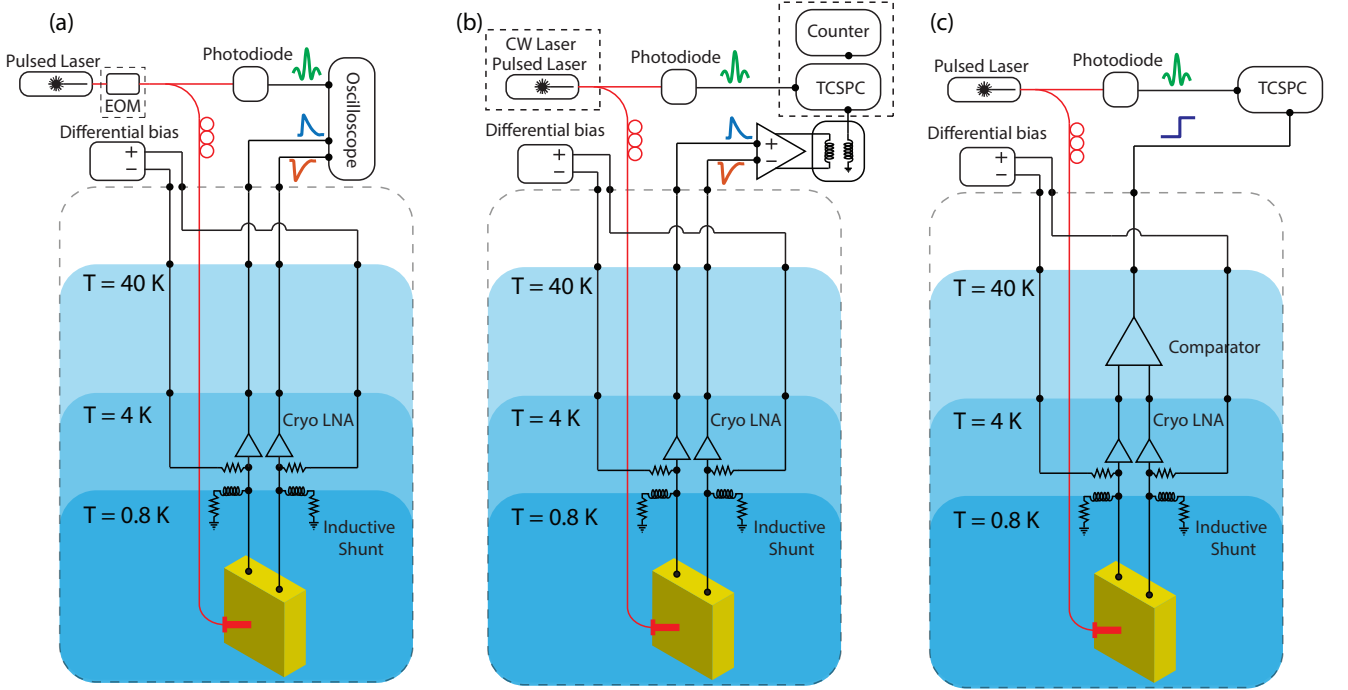 (a)
Pulsed Laser
EOM
Photodiode
Oscilloscope
Differential bias
+
−
T = 40 K
T = 4 K
Cryo LNA
T = 0.8 K
Inductive
Shunt
(b)
CW Laser
Pulsed Laser
Photodiode
Counter
TCSPC
Differential bias
+
−
+
−
T = 40 K
T = 4 K
Cryo LNA
T = 0.8 K
Inductive
Shunt
(c)
Pulsed Laser
Photodiode
TCSPC
Differential bias
+
−
T = 40 K
Comparator
T = 4 K
Cryo LNA
T = 0.8 K
Inductive
Shunt